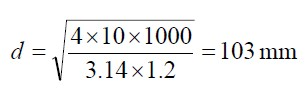 d = √(4×10×1000 / 3.14×1.2) = 103 mm